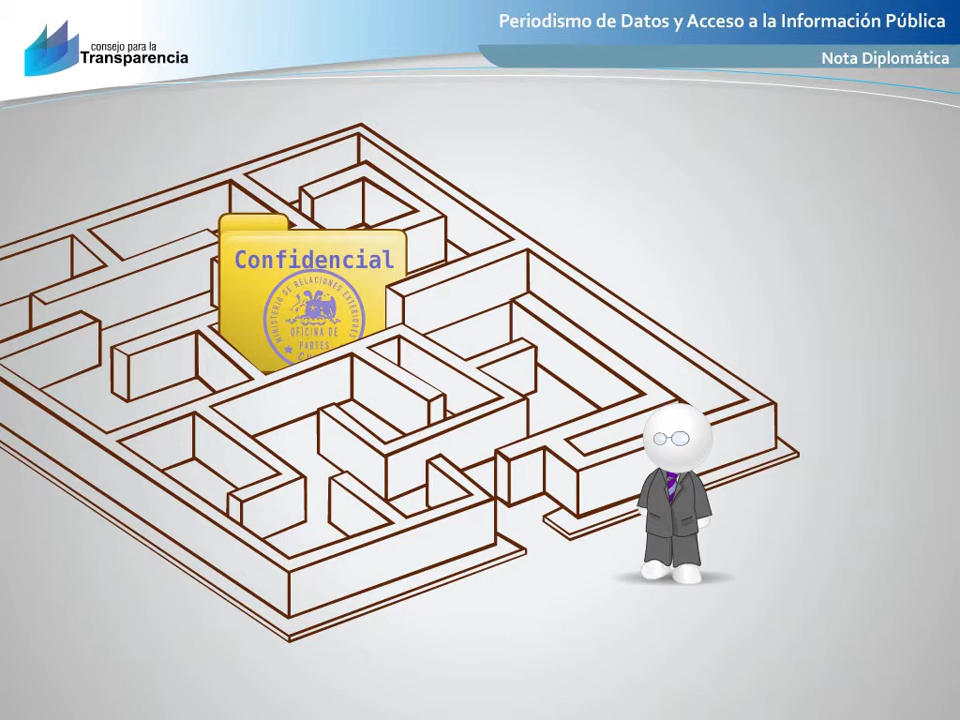 Periodismo de Datos y Acceso a la Información Pública
consejo para la
Transparencia
Nota Diplomática
Confidencial
MINISTERIO DE RELACIONES EXTERIORES
OFICINA DE
PARTES